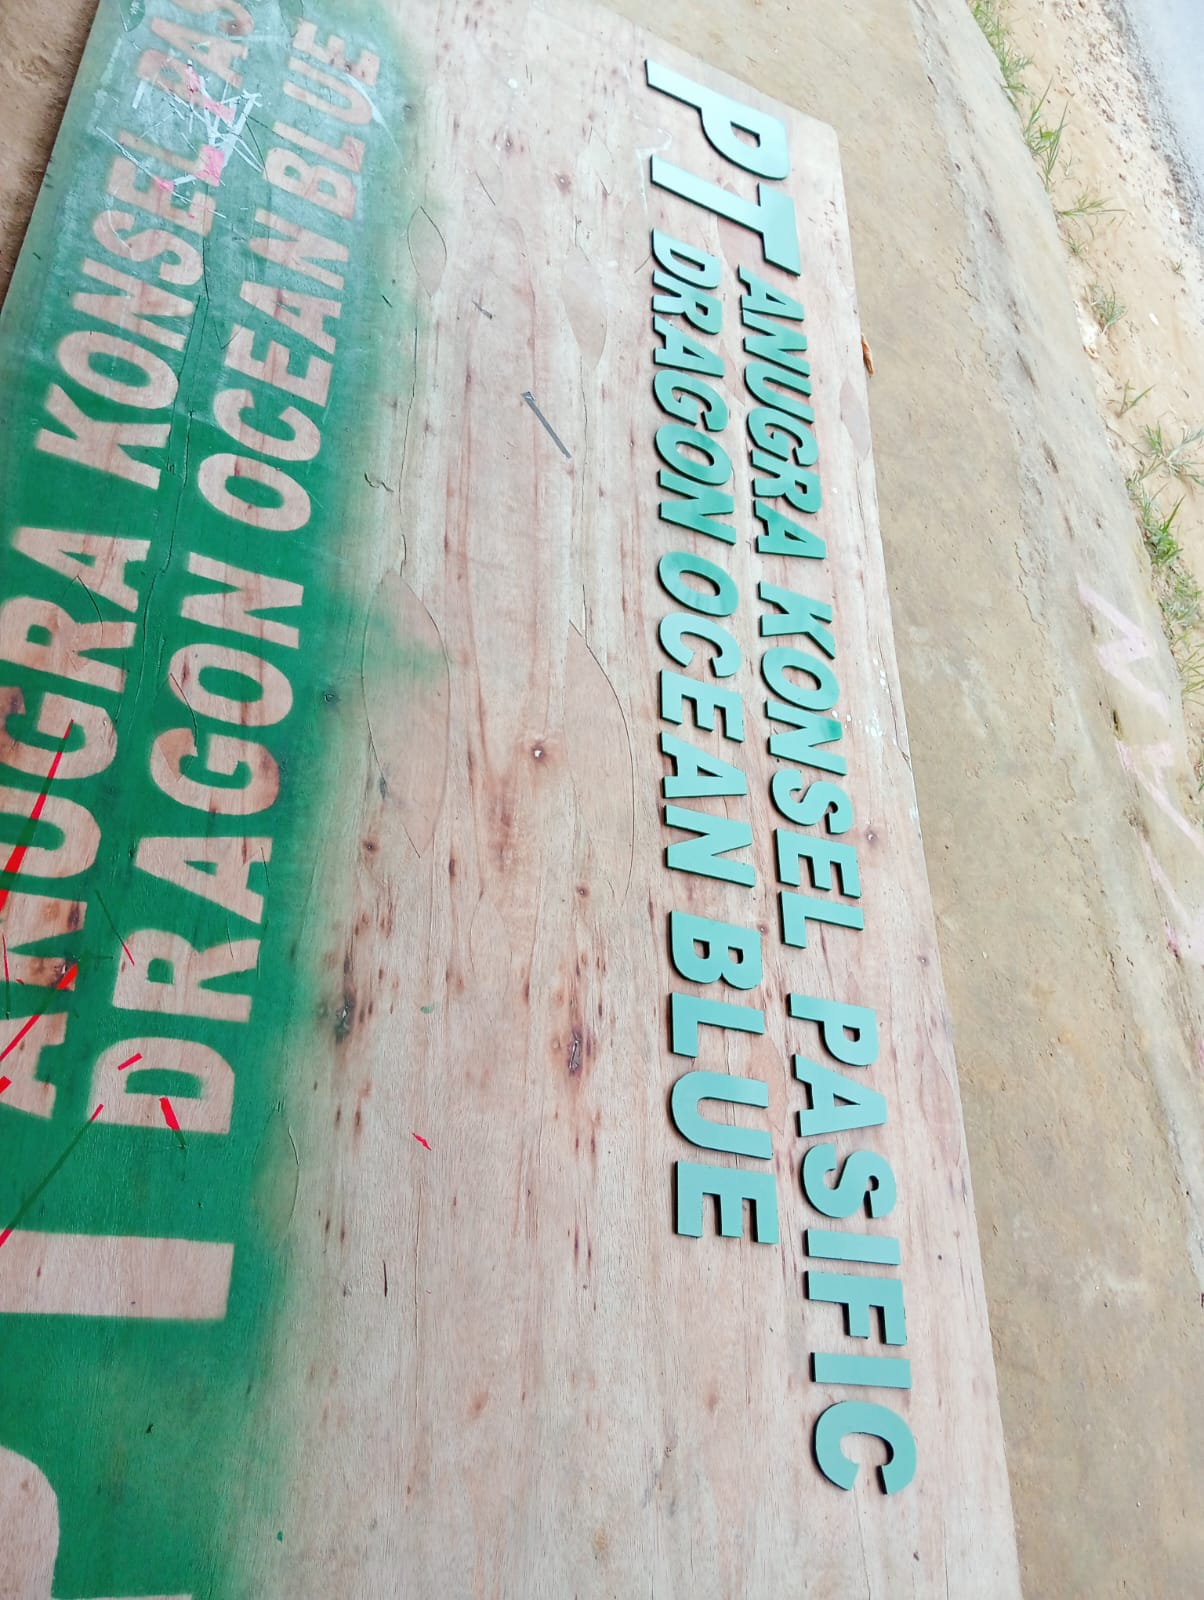 PT
ANUGRA KONSEL PASIFIC
DRAGON OCEAN BLUE
ANUGRA KONSEL PAS
DRAGON OCEAN BLUE